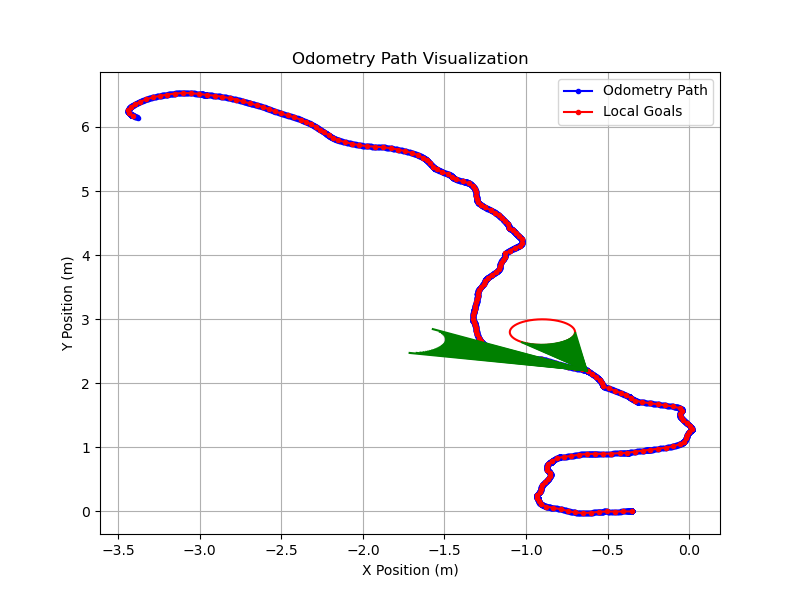 Odometry Path Visualization
Odometry Path
Local Goals
Y Position (m)
6
5
4
3
2
1
0
−3.5 −3.0 −2.5 −2.0 −1.5 −1.0 −0.5 0.0
X Position (m)